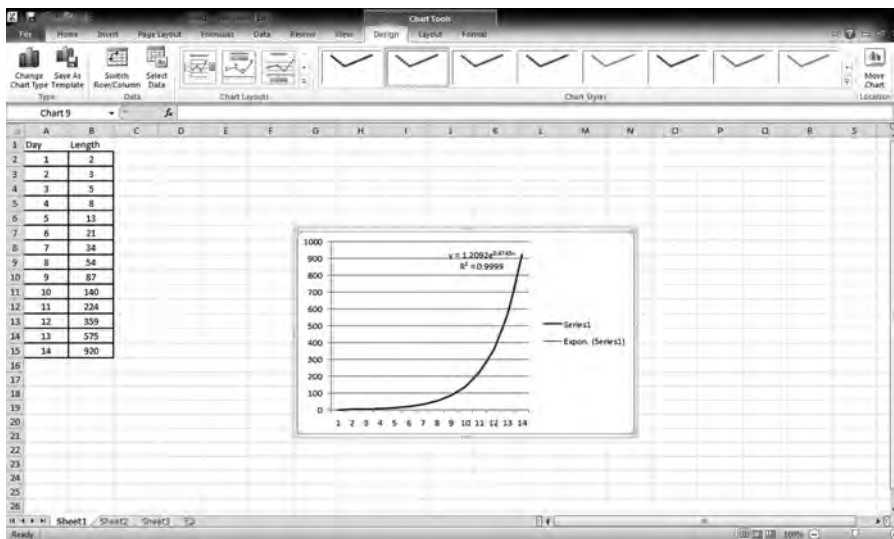 Chart Tools
File Home Insert Page Layout Formulas Data Review View Design Layout Format
Change Chart Type
Save As Template
Switch Row/Column
Select Data
Move Chart
Type Data Chart Layouts Chart Styles Location
Chart 9 fx
A B C D E F G H I J K L M N O P Q R S
1 Day Length
2 1 2
3 2 3
4 3 5
5 4 8
6 5 13
7 6 21
8 7 34
9 8 54
10 9 87
11 10 140
12 11 224
13 12 359
14 13 575
15 14 920
16
17
18
19
20
21
22
23
24
25
26
1000
900
800
700
600
500
400
300
200
100
0
1 2 3 4 5 6 7 8 9 10 11 12 13 14
R² = 0.9999
Series1
Expon. (Series1)
Sheet1 Sheet2 Sheet3
Ready 100%